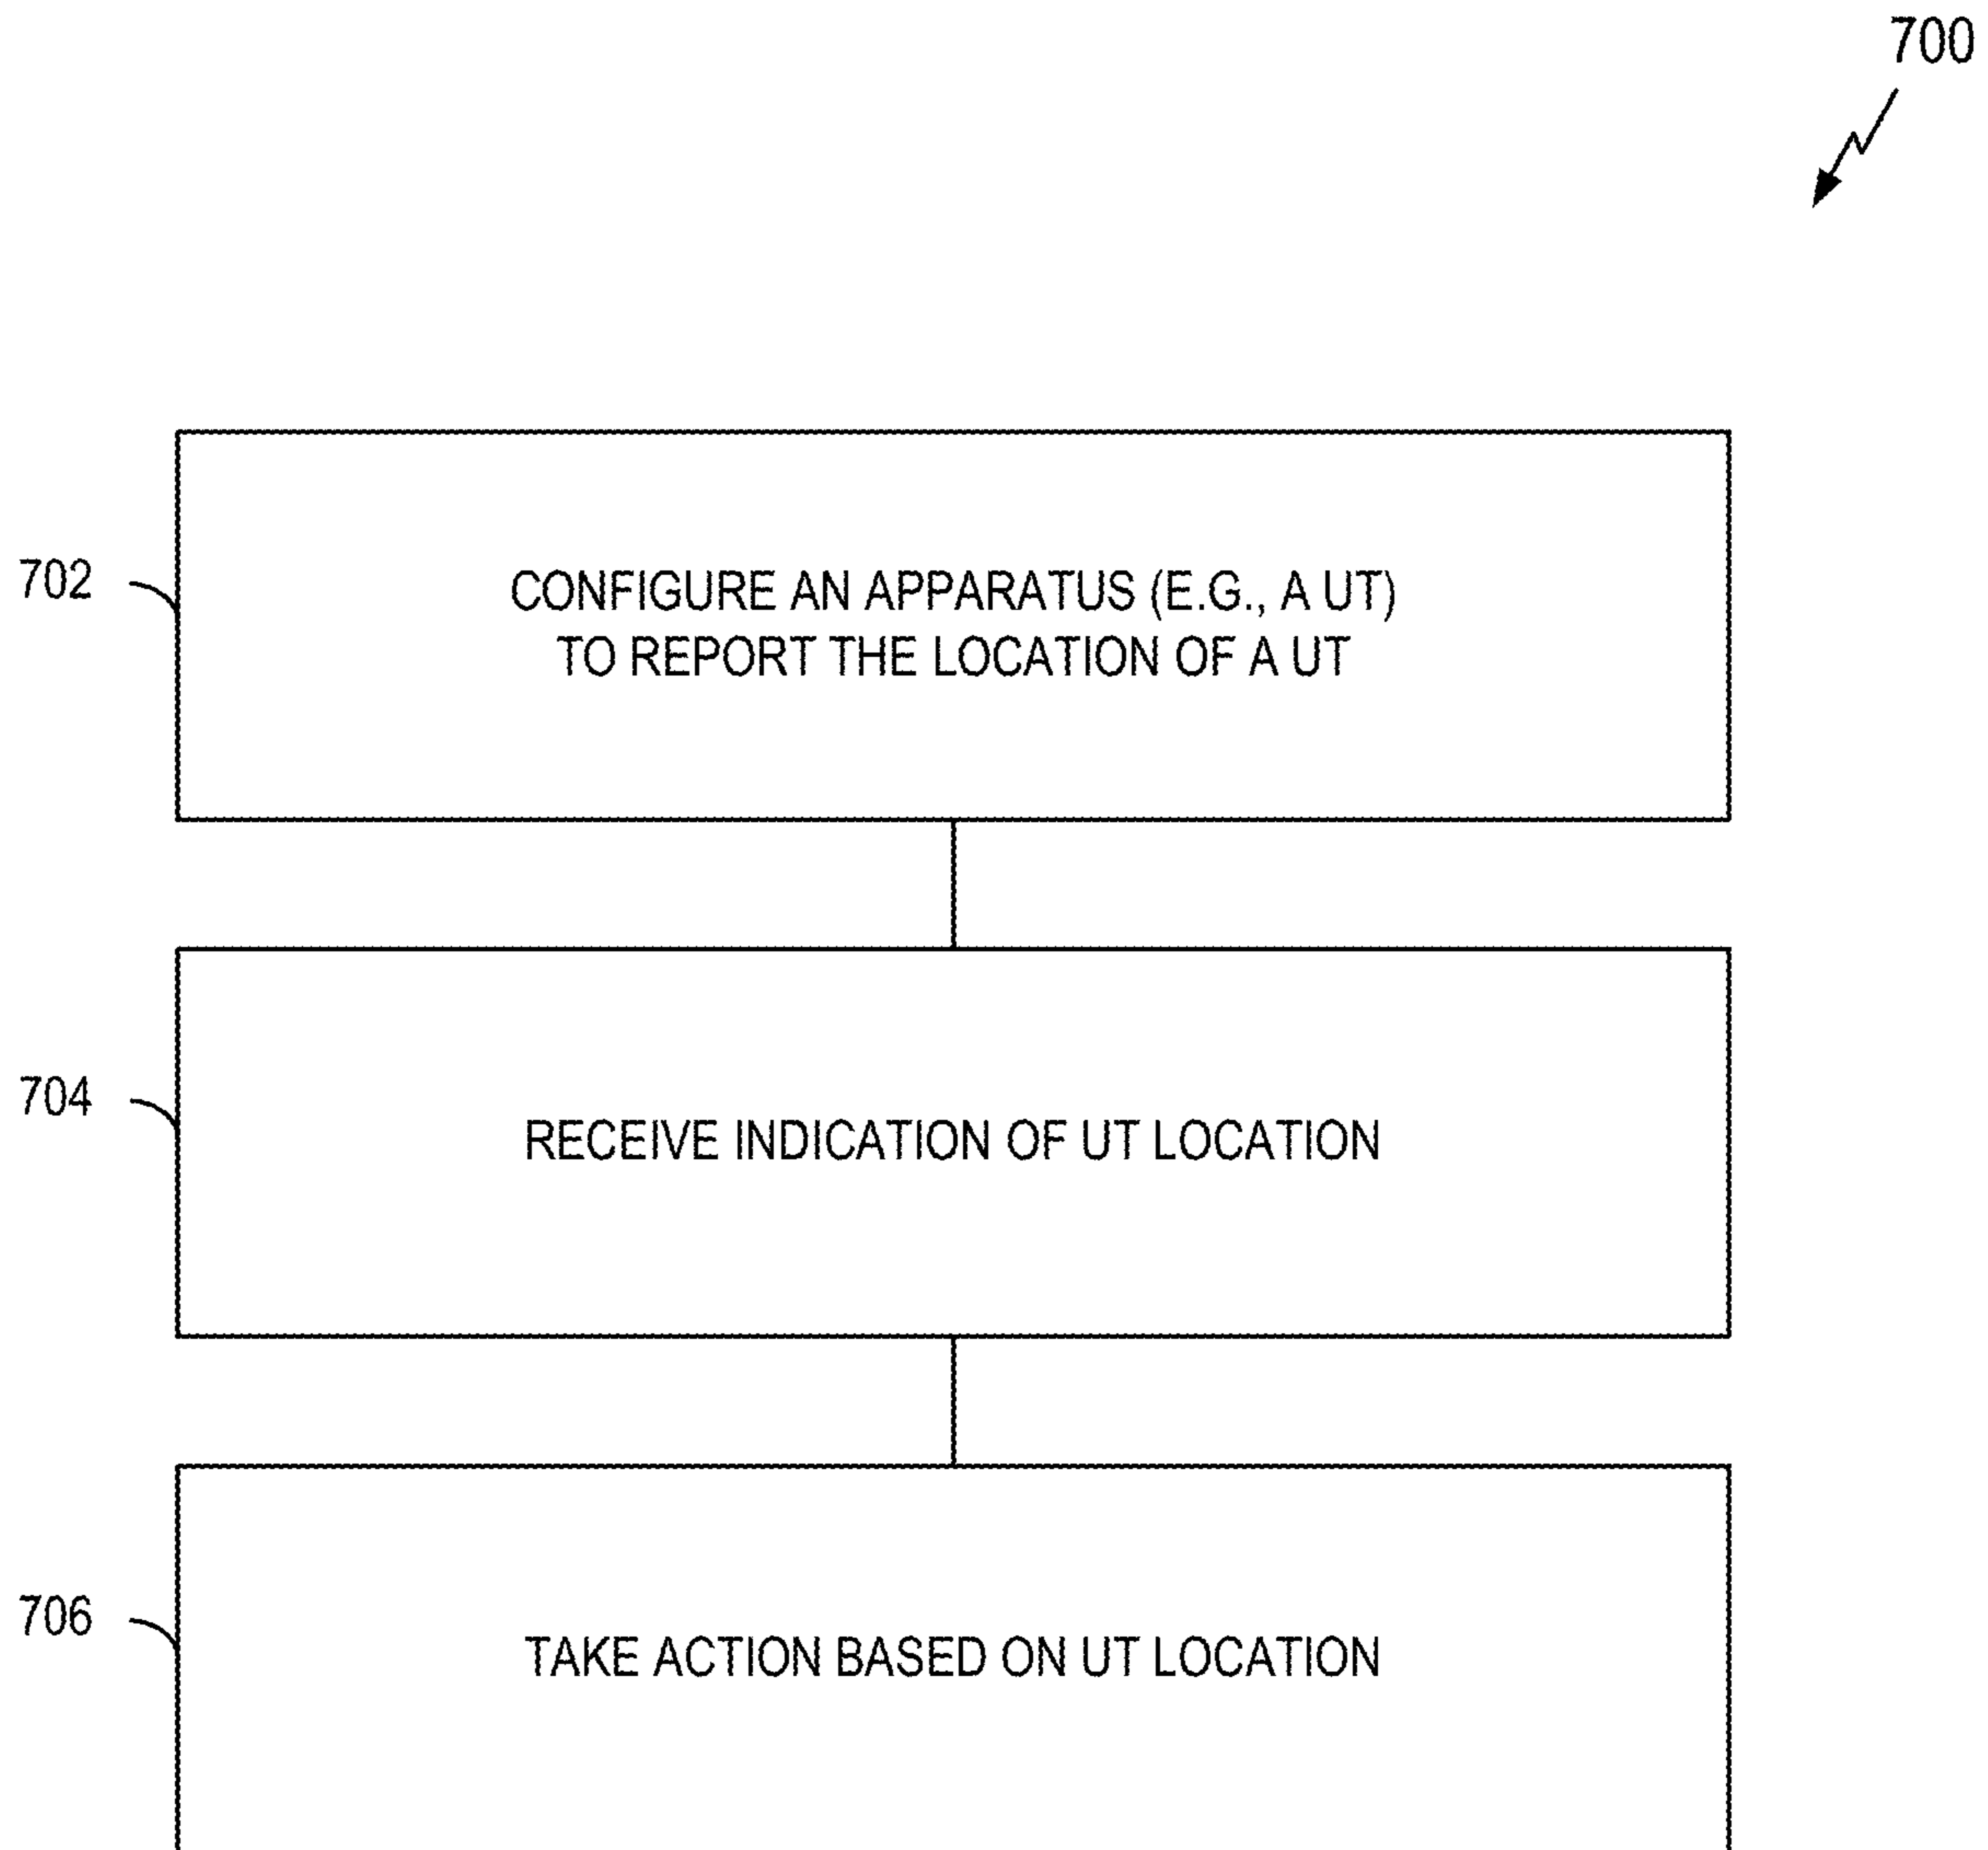 700
702
CONFIGURE AN APPARATUS (E.G., A UT)
TO REPORT THE LOCATION OF A UT
704
RECEIVE INDICATION OF UT LOCATION
706
TAKE ACTION BASED ON UT LOCATION